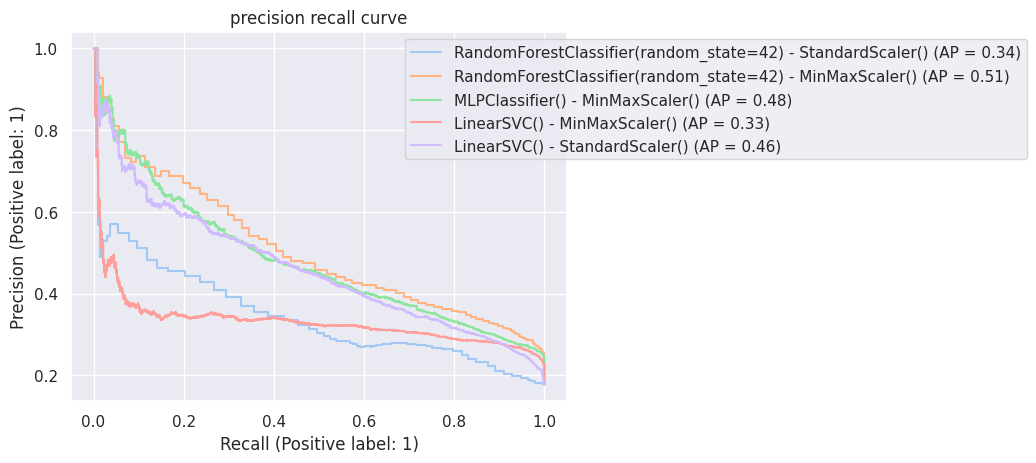 precision recall curve
RandomForestClassifier(random_state=42) - StandardScaler() (AP = 0.34)
RandomForestClassifier(random_state=42) - MinMaxScaler() (AP = 0.51)
MLPClassifier() - MinMaxScaler() (AP = 0.48)
LinearSVC() - MinMaxScaler() (AP = 0.33)
LinearSVC() - StandardScaler() (AP = 0.46)
Precision (Positive label: 1)
1.0
0.8
0.6
0.4
0.2
0.0 0.2 0.4 0.6 0.8 1.0
Recall (Positive label: 1)